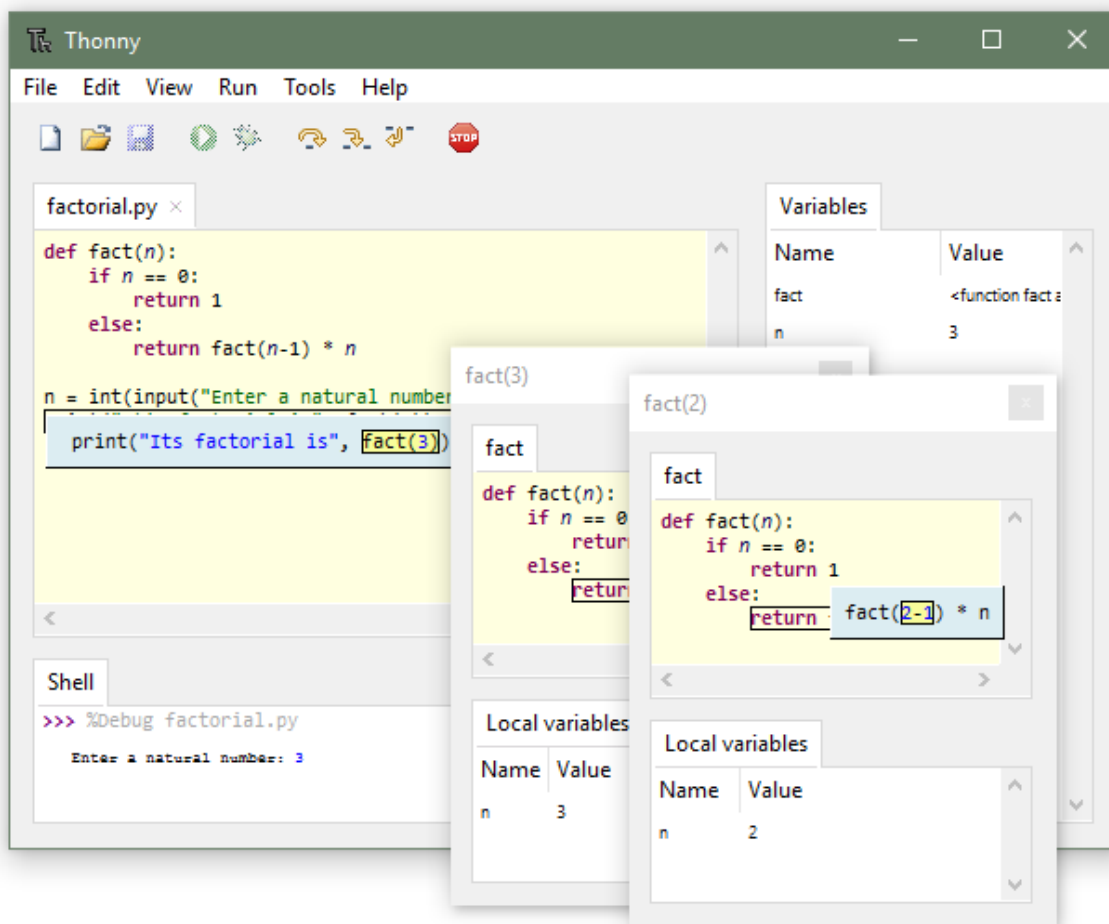 Thonny
File Edit View Run Tools Help
STOP
factorial.py
def fact(n):
    if n == 0:
        return 1
    else:
        return fact(n-1) * n
n = int(input("Enter a natural number
print("Its factorial is", fact(3))
Shell
>>> %Debug factorial.py
Enter a natural number: 3
Variables
Name Value
fact <function fact a
n 3
fact(3)
fact
def fact(n):
    if n == 0
        retur
    else:
        retur
Local variables
Name Value
n 3
fact(2)
fact
def fact(n):
    if n == 0:
        return 1
    else:
        return fact(2-1) * n
Local variables
Name Value
n 2